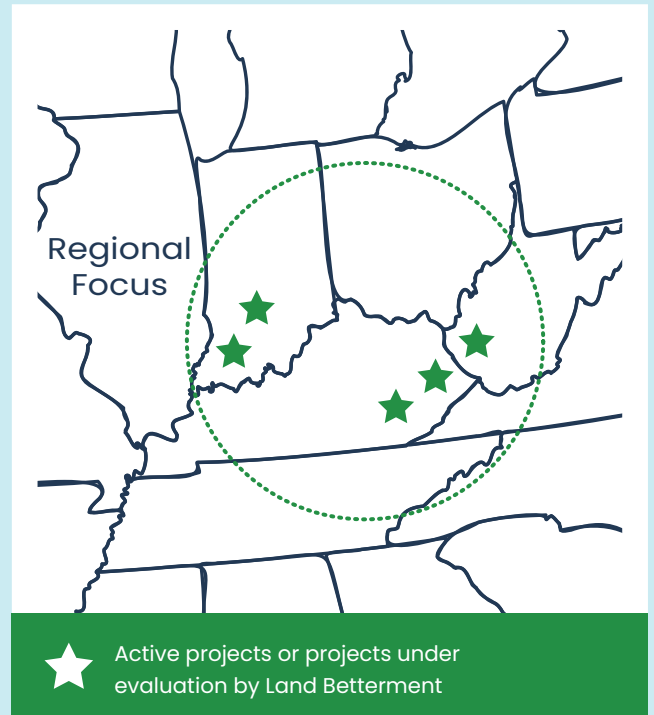 Regional
Focus
Active projects or projects under
evaluation by Land Betterment